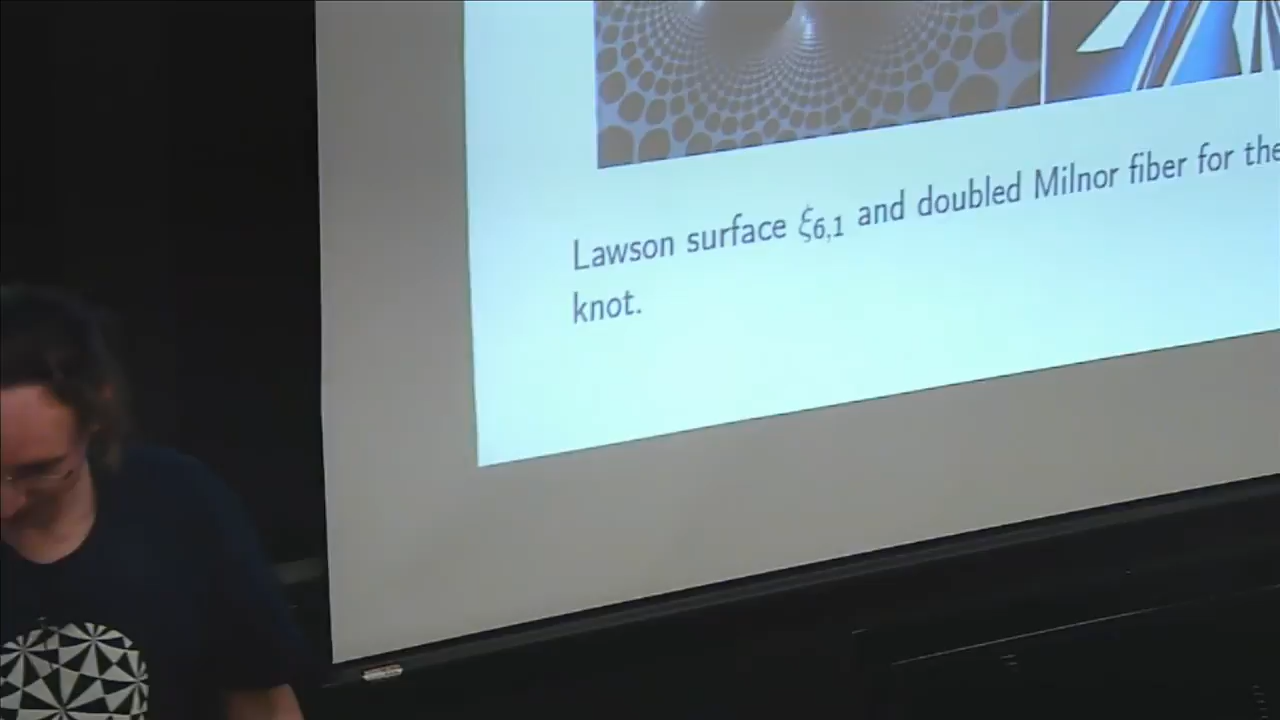 Lawson surface ξ6,1 and doubled Milnor fiber for the
knot.